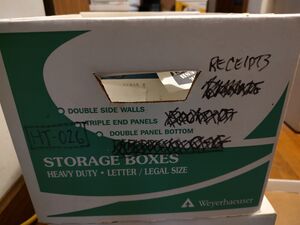 RECEIPTS
DOUBLE SIDE WALLS
TRIPLE END PANELS
HT-026
DOUBLE PANEL BOTTOM
STORAGE BOXES
HEAVY DUTY • LETTER / LEGAL SIZE
Weyerhaeuser